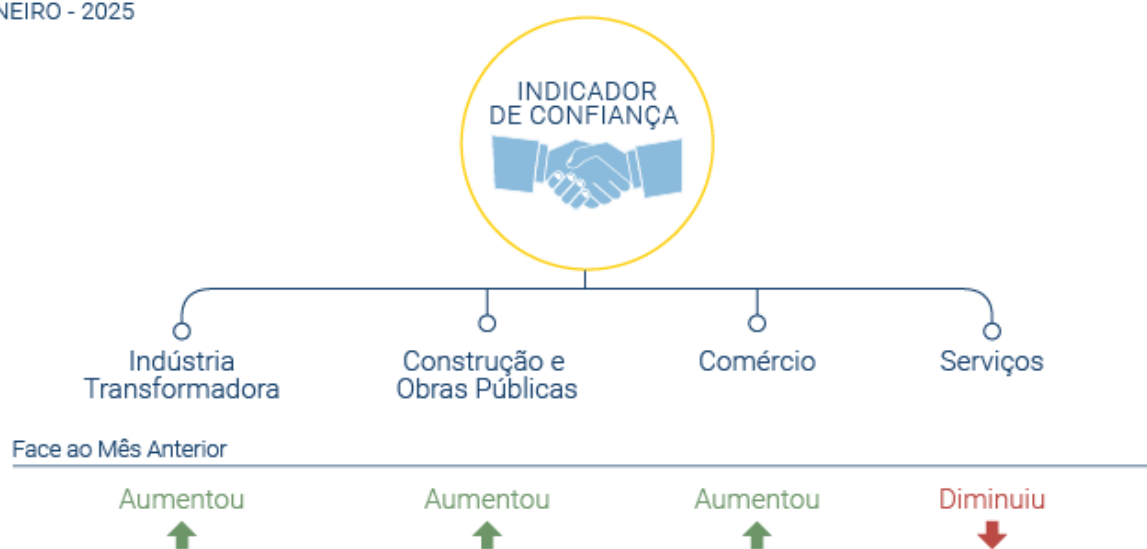 NEIRO - 2025
INDICADOR
DE CONFIANÇA
Indústria
Transformadora
Construção e
Obras Públicas
Comércio
Serviços
Face ao Mês Anterior
Aumentou
Aumentou
Aumentou
Diminuiu